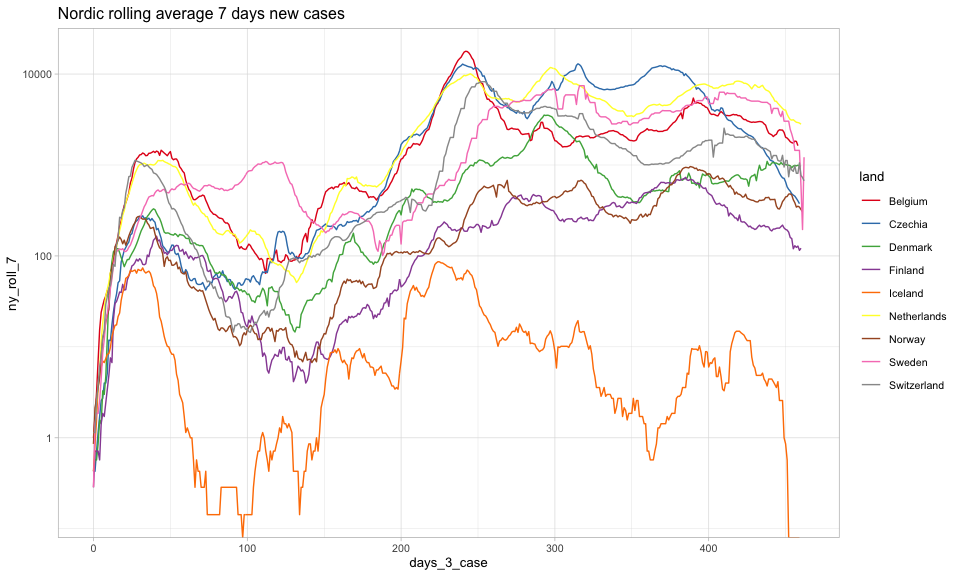 Nordic rolling average 7 days new cases
10000
100
1
ny_roll_7
0
100
200
300
400
days_3_case
land
Belgium
Czechia
Denmark
Finland
Iceland
Netherlands
Norway
Sweden
Switzerland